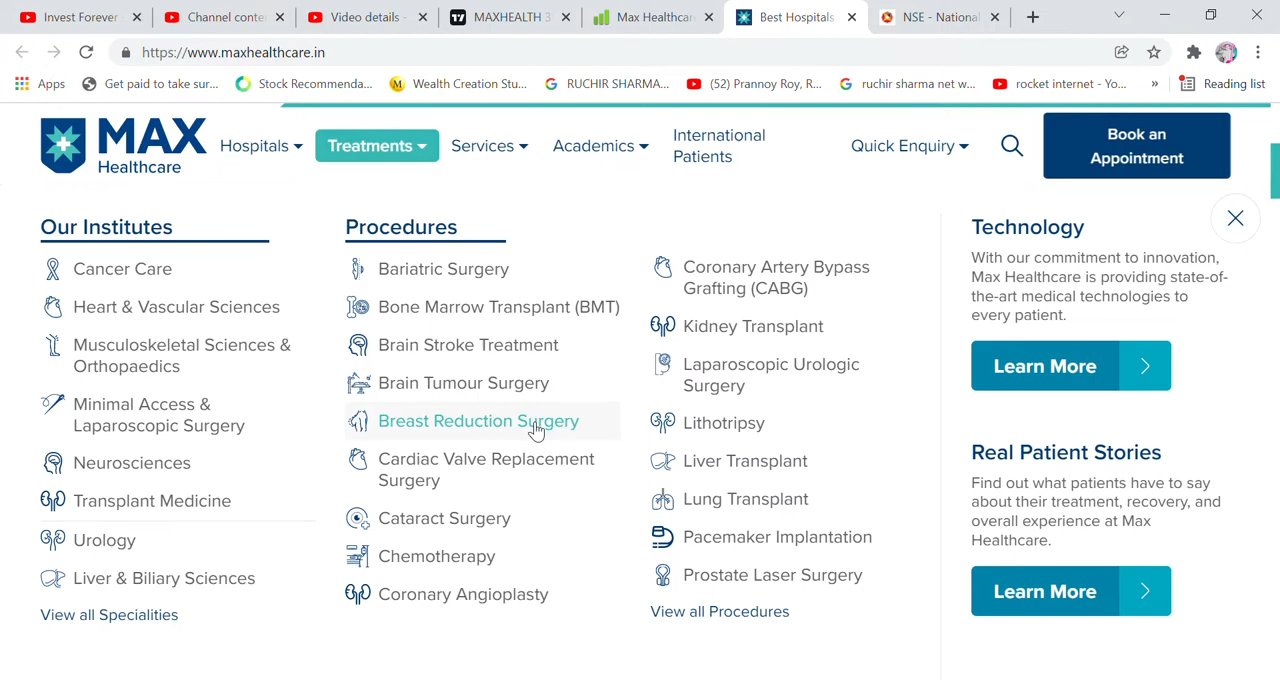 Invest Forever
Channel conte
Video details -
MAXHEALTH 3
Max Healthcar
Best Hospitals
NSE - National
https://www.maxhealthcare.in
Apps
Get paid to take sur...
Stock Recommenda...
Wealth Creation Stu...
RUCHIR SHARMA...
(52) Prannoy Roy, R...
ruchir sharma net w...
rocket internet - Yo...
»
Reading list
MAX
Healthcare
Hospitals
Treatments
Services
Academics
International
Patients
Quick Enquiry
Book an
Appointment
Our Institutes
Cancer Care
Heart & Vascular Sciences
Musculoskeletal Sciences &
Orthopaedics
Minimal Access &
Laparoscopic Surgery
Neurosciences
Transplant Medicine
Urology
Liver & Biliary Sciences
View all Specialities
Procedures
Bariatric Surgery
Bone Marrow Transplant (BMT)
Brain Stroke Treatment
Brain Tumour Surgery
Breast Reduction Surgery
Cardiac Valve Replacement
Surgery
Cataract Surgery
Chemotherapy
Coronary Angioplasty
Coronary Artery Bypass
Grafting (CABG)
Kidney Transplant
Laparoscopic Urologic
Surgery
Lithotripsy
Liver Transplant
Lung Transplant
Pacemaker Implantation
Prostate Laser Surgery
View all Procedures
Technology
With our commitment to innovation,
Max Healthcare is providing state-of-
the-art medical technologies to
every patient.
Learn More
Real Patient Stories
Find out what patients have to say
about their treatment, recovery, and
overall experience at Max
Healthcare.
Learn More